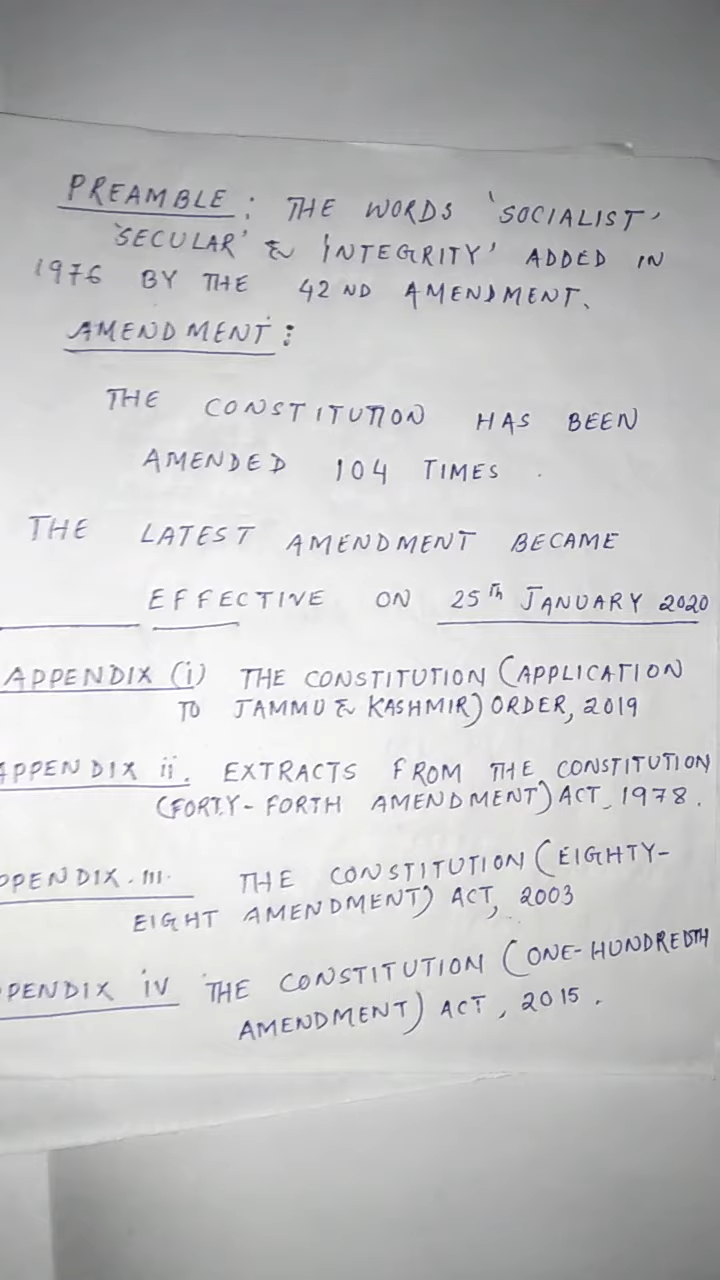 PREAMBLE : THE WORDS 'SOCIALIST'
'SECULAR' & 'INTEGRITY' ADDED IN
1976 BY THE 42 ND AMENDMENT.
AMENDMENT :
THE CONSTITUTION HAS BEEN
AMENDED 104 TIMES .
THE LATEST AMENDMENT BECAME
EFFECTIVE ON 25Th JANUARY 2020
APPENDIX (i) THE CONSTITUTION (APPLICATION
TO JAMMU & KASHMIR) ORDER, 2019
APPENDIX ii. EXTRACTS FROM THE CONSTITUTION
(FORTY-FORTH AMENDMENT) ACT, 1978.
PPENDIX.III. THE CONSTITUTION (EIGHTY-
EIGHT AMENDMENT) ACT, 2003
PENDIX iv THE CONSTITUTION (ONE-HUNDREDTH
AMENDMENT) ACT, 2015.